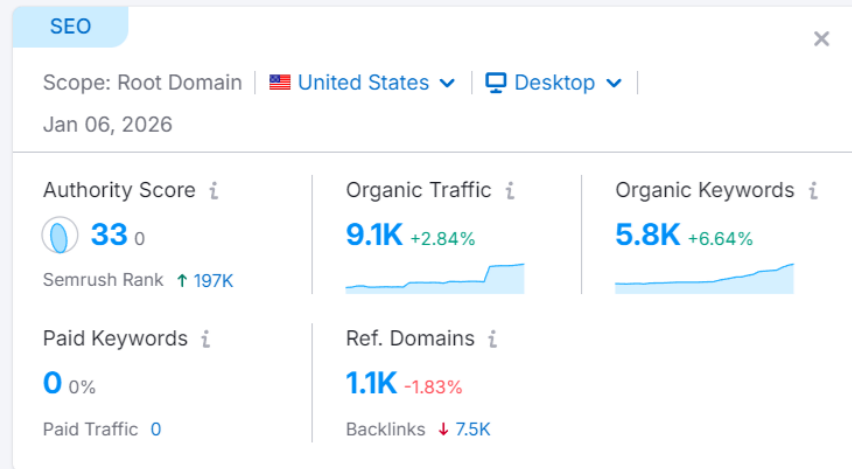 SEO
Scope: Root Domain United States Desktop
Jan 06, 2026
Authority Score Organic Traffic Organic Keywords
33 0 9.1K +2.84% 5.8K +6.64%
Semrush Rank ↑ 197K
Paid Keywords Ref. Domains
0 0% 1.1K -1.83%
Paid Traffic 0 Backlinks ↓ 7.5K